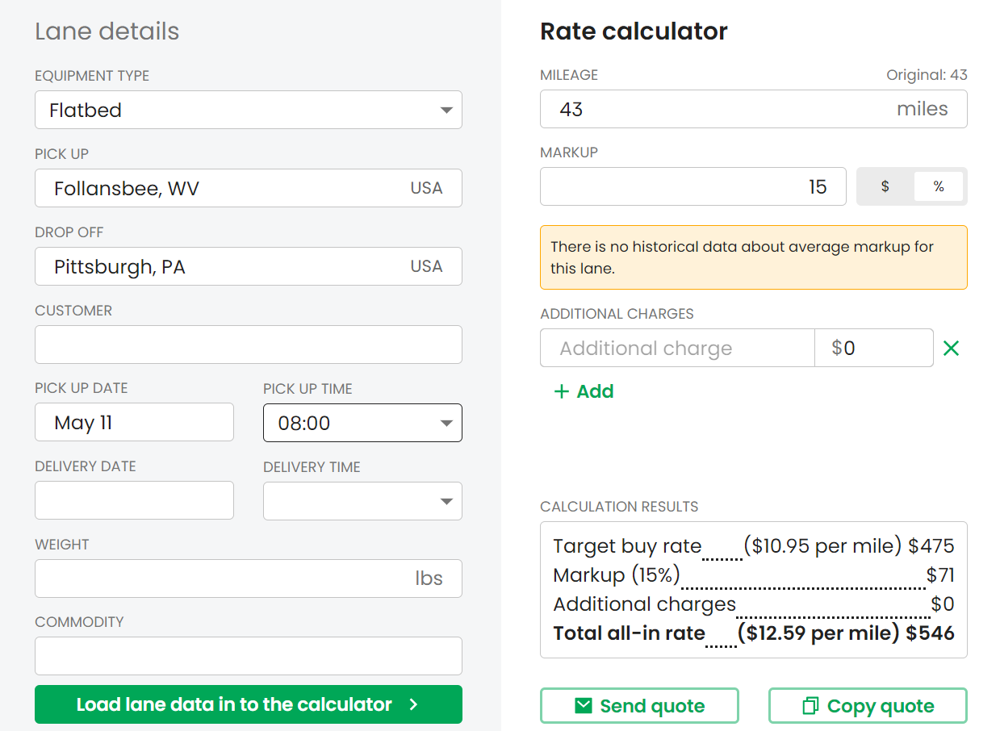 Lane details
EQUIPMENT TYPE
Flatbed
PICK UP
Follansbee, WV USA
DROP OFF
Pittsburgh, PA USA
CUSTOMER
PICK UP DATE PICK UP TIME
May 11 08:00
DELIVERY DATE DELIVERY TIME
WEIGHT
lbs
COMMODITY
Load lane data in to the calculator
Rate calculator
MILEAGE Original: 43
43 miles
MARKUP
15 $ %
There is no historical data about average markup for
this lane.
ADDITIONAL CHARGES
Additional charge $0
+ Add
CALCULATION RESULTS
Target buy rate ($10.95 per mile) $475
Markup (15%) $71
Additional charges $0
Total all-in rate ($12.59 per mile) $546
Send quote Copy quote